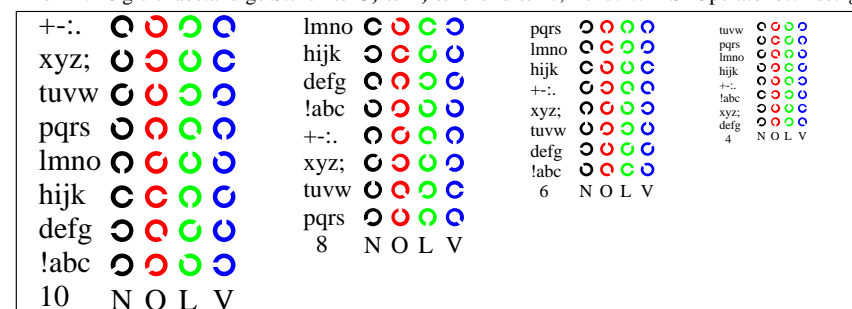 +-:.
xyz;
tuvw
pqrs
lmno
hijk
defg
!abc
10 N O L V
lmno
hijk
defg
!abc
+-:.
xyz;
tuvw
pqrs
8 N O L V
pqrs
lmno
hijk
+-:.
xyz;
tuvw
defg
!abc
6 N O L V
tuvw
pqrs
lmno
hijk
+-:.
!abc
xyz;
defg
4 N O L V